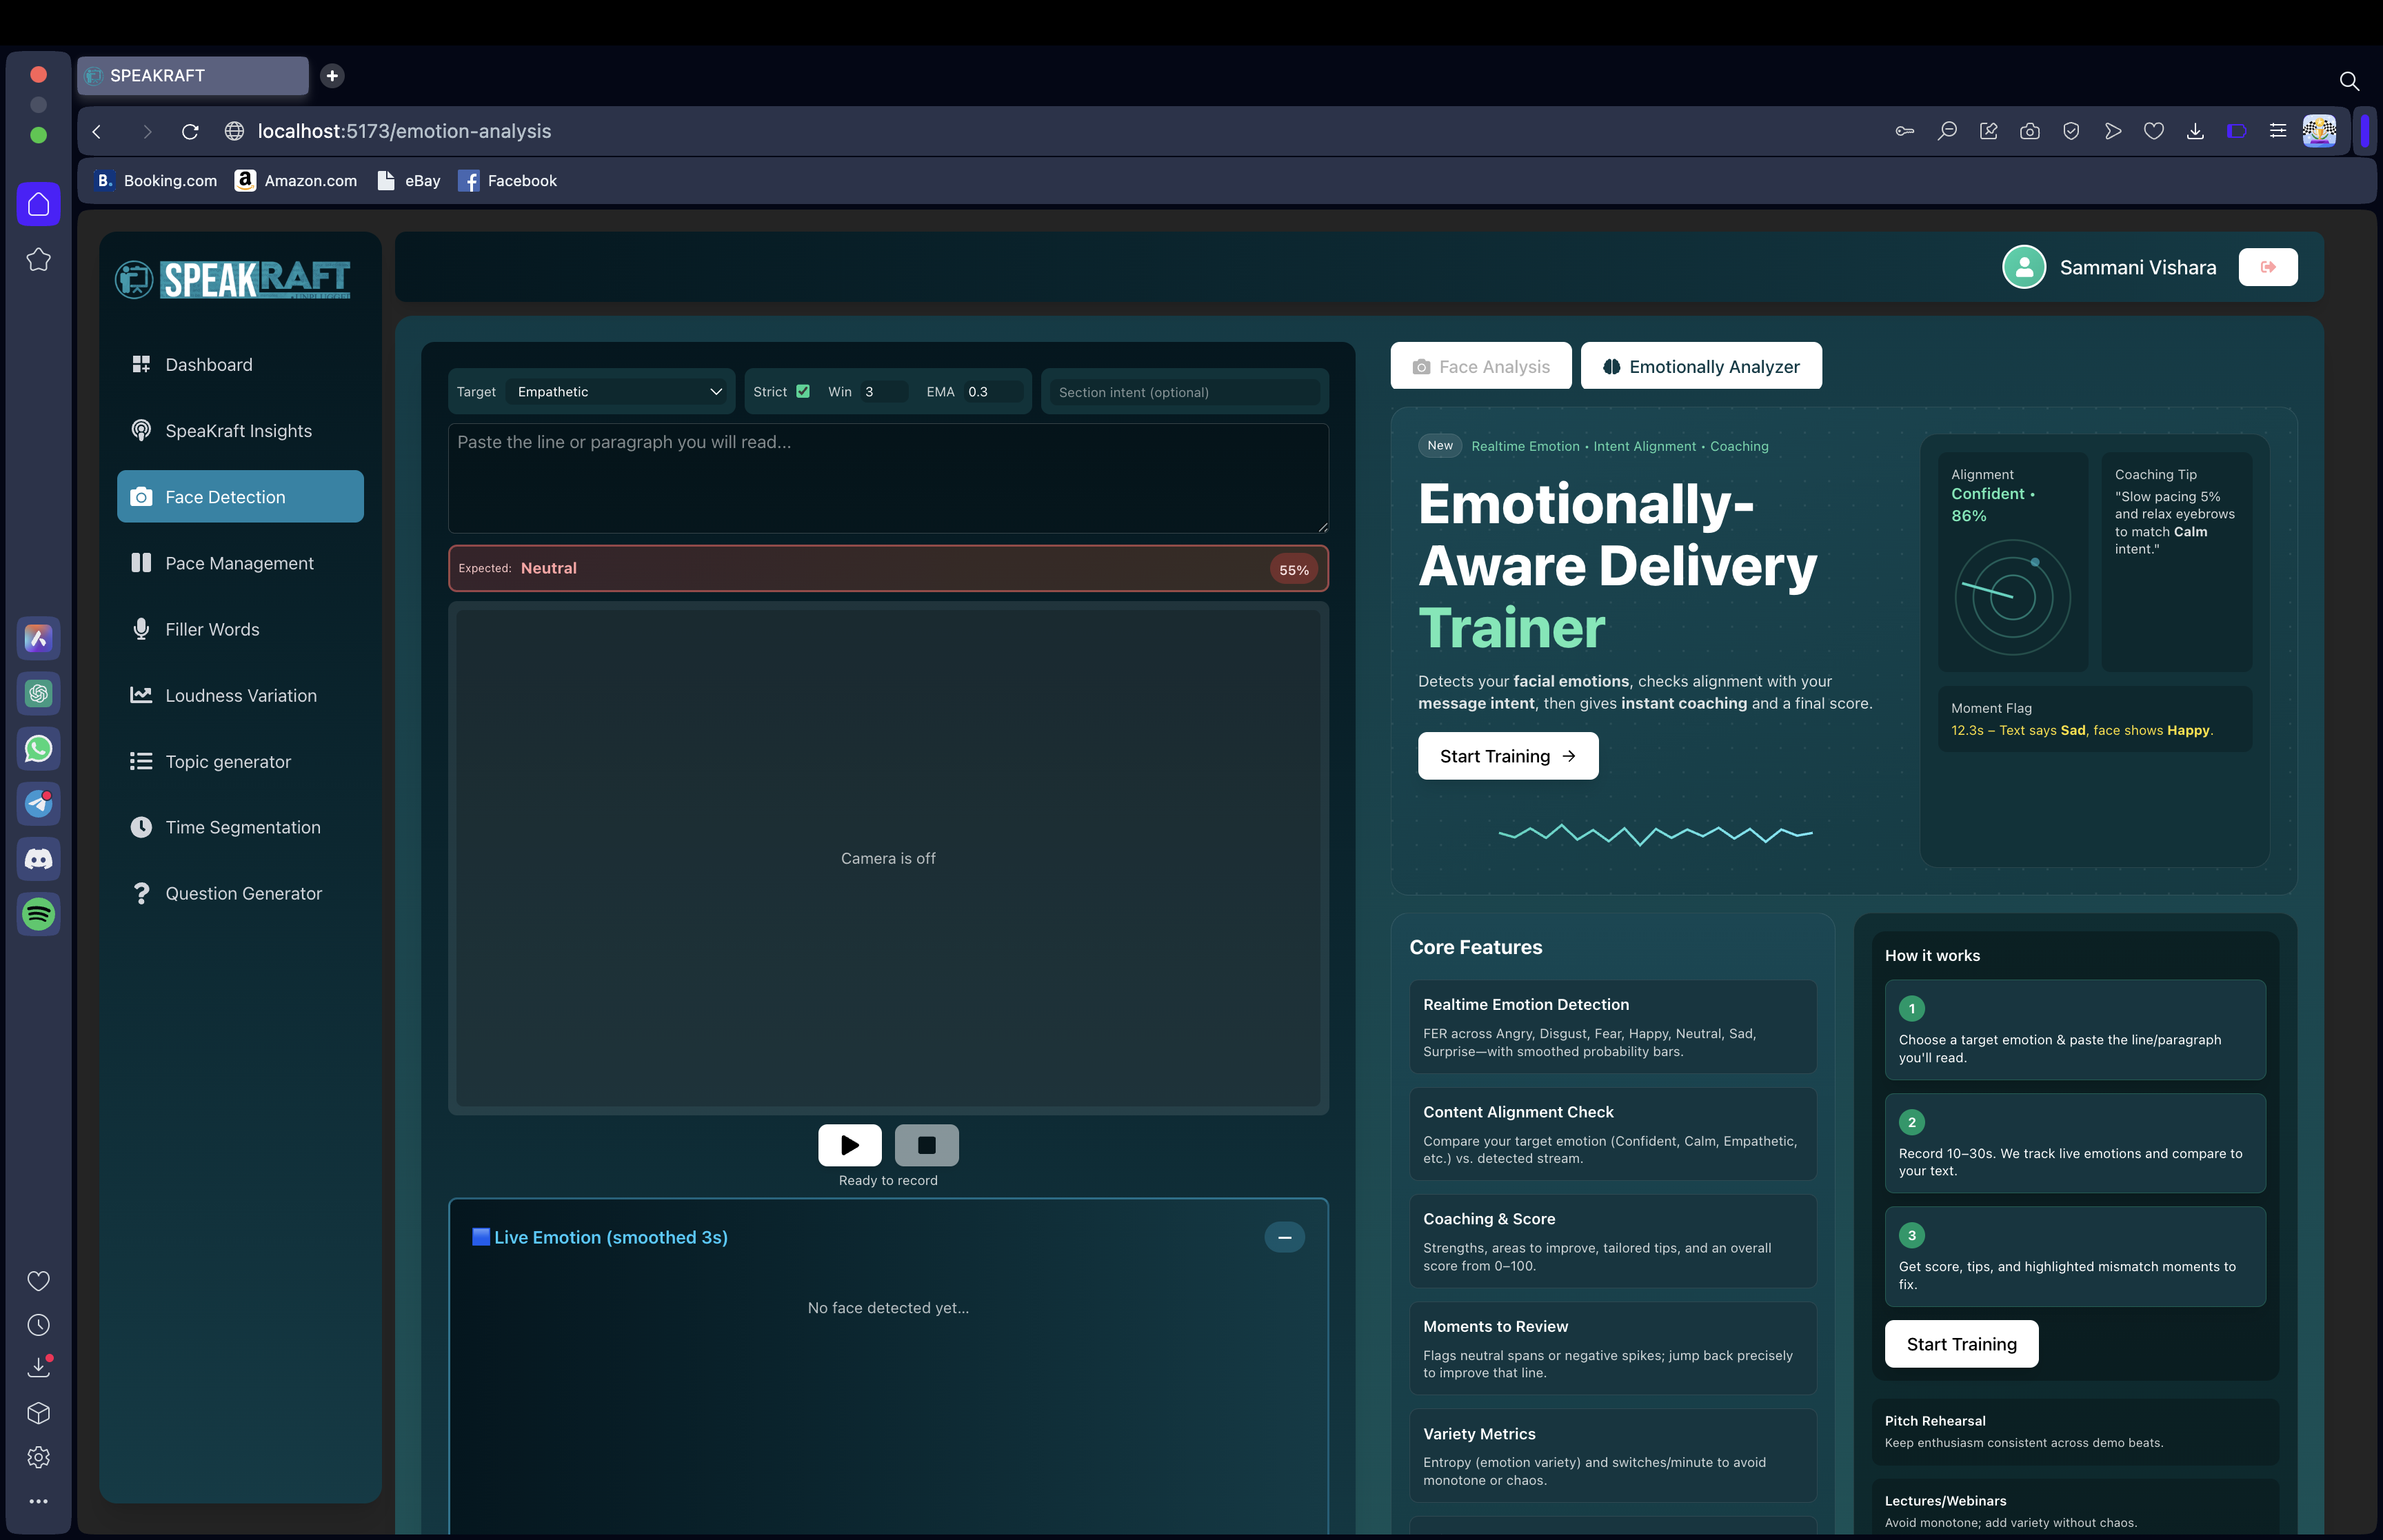 SPEAKRAFT
localhost:5173/emotion-analysis
B. Booking.com
a Amazon.com
eBay
f Facebook
SPEAKRAFT
Sammani Vishara
Dashboard
SpeaKraft Insights
Face Detection
Pace Management
Filler Words
Loudness Variation
Topic generator
Time Segmentation
? Question Generator
Target Empathetic
Strict Win 3 EMA 0.3
Section intent (optional)
Paste the line or paragraph you will read...
Expected: Neutral 55%
Camera is off
Ready to record
Live Emotion (smoothed 3s)
No face detected yet...
Face Analysis
Emotionally Analyzer
New Realtime Emotion • Intent Alignment • Coaching
Emotionally-
Aware Delivery
Trainer
Detects your facial emotions, checks alignment with your
message intent, then gives instant coaching and a final score.
Start Training →
Alignment
Confident •
86%
Coaching Tip
"Slow pacing 5%
and relax eyebrows
to match Calm
intent."
Moment Flag
12.3s – Text says Sad, face shows Happy.
Core Features
Realtime Emotion Detection
FER across Angry, Disgust, Fear, Happy, Neutral, Sad,
Surprise—with smoothed probability bars.
Content Alignment Check
Compare your target emotion (Confident, Calm, Empathetic,
etc.) vs. detected stream.
Coaching & Score
Strengths, areas to improve, tailored tips, and an overall
score from 0–100.
Moments to Review
Flags neutral spans or negative spikes; jump back precisely
to improve that line.
Variety Metrics
Entropy (emotion variety) and switches/minute to avoid
monotone or chaos.
How it works
1
Choose a target emotion & paste the line/paragraph
you'll read.
2
Record 10–30s. We track live emotions and compare to
your text.
3
Get score, tips, and highlighted mismatch moments to
fix.
Start Training
Pitch Rehearsal
Keep enthusiasm consistent across demo beats.
Lectures/Webinars
Avoid monotone; add variety without chaos.